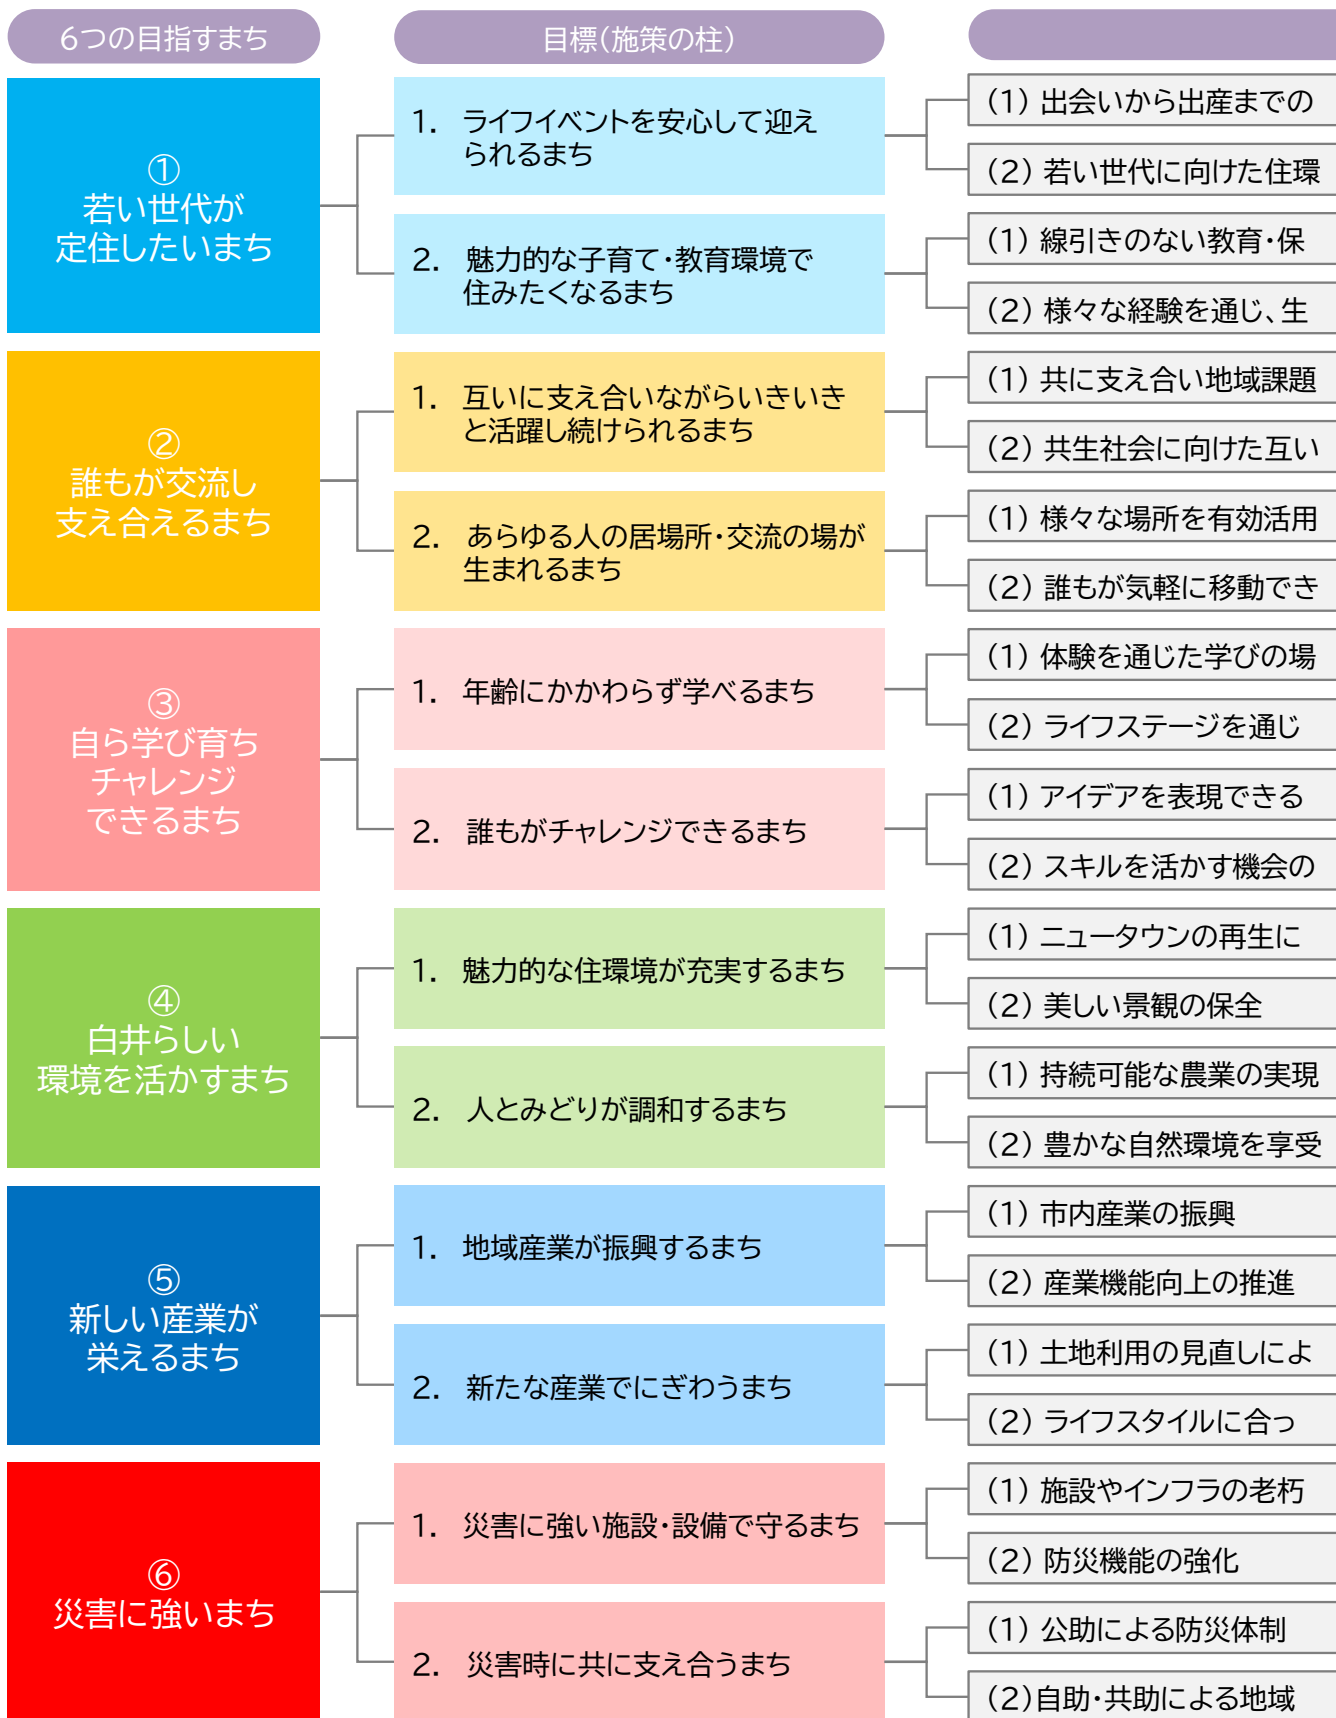 6つの目指すまち
目標(施策の柱)
①
若い世代が
定住したいまち
1. ライフイベントを安心して迎え
られるまち
(1) 出会いから出産までの
(2) 若い世代に向けた住環
2. 魅力的な子育て・教育環境で
住みたくなるまち
(1) 線引きのない教育・保
(2) 様々な経験を通じ、生
②
誰もが交流し
支え合えるまち
1. 互いに支え合いながらいきいき
と活躍し続けられるまち
(1) 共に支え合い地域課題
(2) 共生社会に向けた互い
2. あらゆる人の居場所・交流の場が
生まれるまち
(1) 様々な場所を有効活用
(2) 誰もが気軽に移動でき
③
自ら学び育ち
チャレンジ
できるまち
1. 年齢にかかわらず学べるまち
(1) 体験を通じた学びの場
(2) ライフステージを通じ
2. 誰もがチャレンジできるまち
(1) アイデアを表現できる
(2) スキルを活かす機会の
④
白井らしい
環境を活かすまち
1. 魅力的な住環境が充実するまち
(1) ニュータウンの再生に
(2) 美しい景観の保全
2. 人とみどりが調和するまち
(1) 持続可能な農業の実現
(2) 豊かな自然環境を享受
⑤
新しい産業が
栄えるまち
1. 地域産業が振興するまち
(1) 市内産業の振興
(2) 産業機能向上の推進
2. 新たな産業でにぎわうまち
(1) 土地利用の見直しによ
(2) ライフスタイルに合っ
⑥
災害に強いまち
1. 災害に強い施設・設備で守るまち
(1) 施設やインフラの老朽
(2) 防災機能の強化
2. 災害時に共に支え合うまち
(1) 公助による防災体制
(2)自助・共助による地域